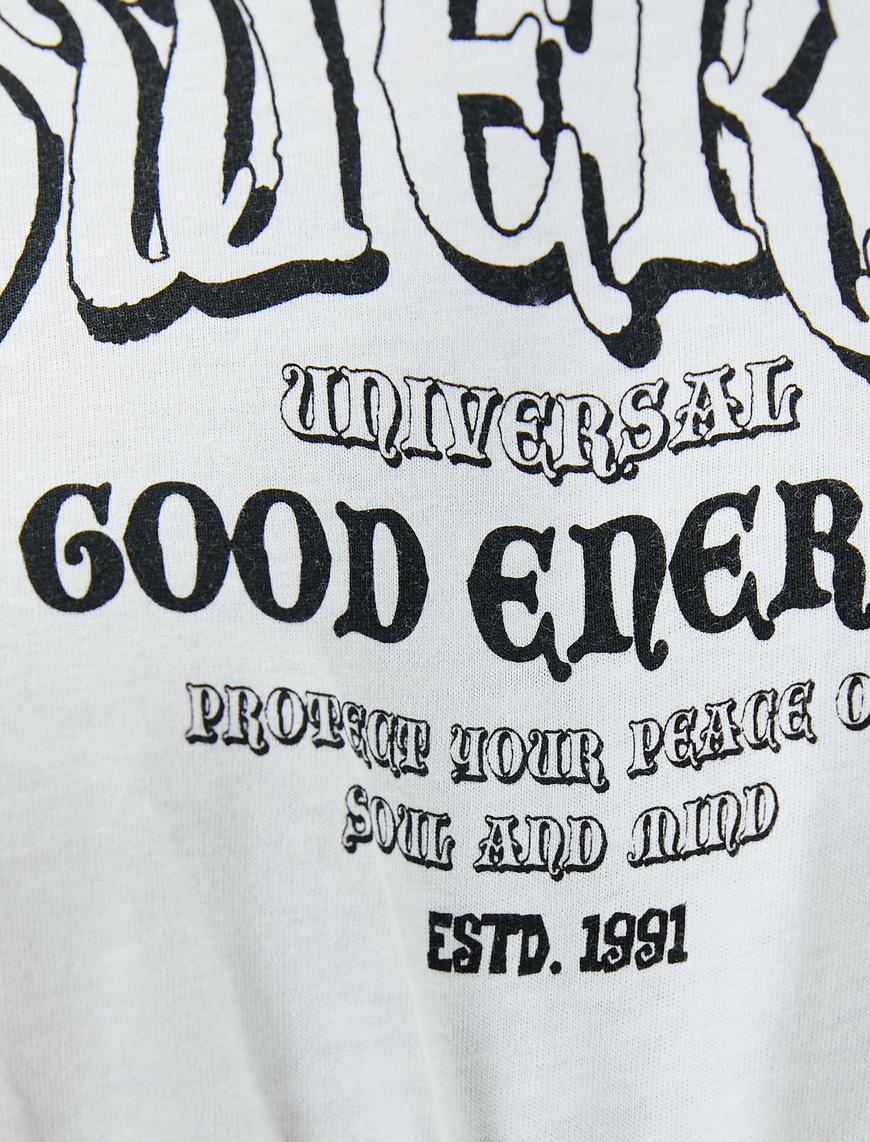 UNIVERSAL
GOOD ENER
PROTECT YOUR PEACE O
SOUL AND MIND
ESTD. 1991